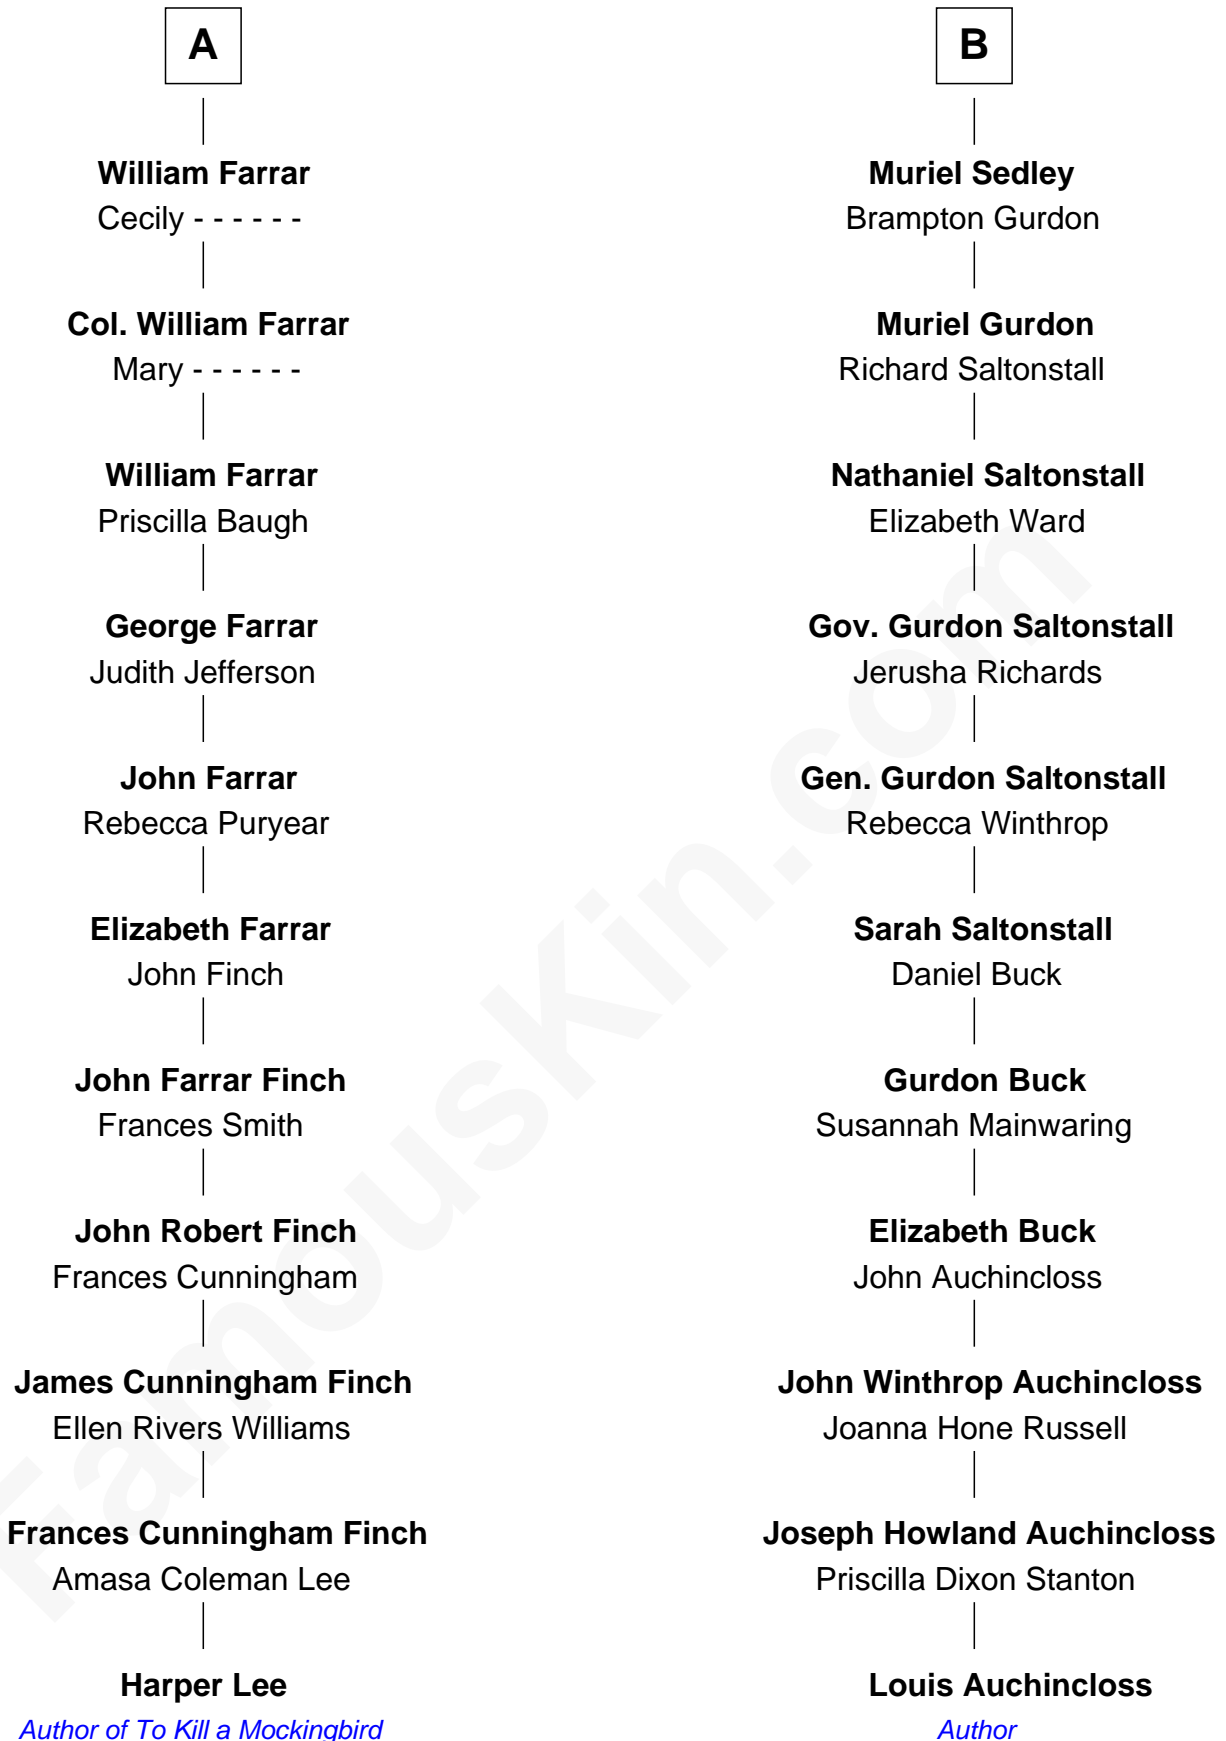 A
William Farrar
Cecily - - - - - -
Col. William Farrar
Mary - - - - - -
William Farrar
Priscilla Baugh
George Farrar
Judith Jefferson
John Farrar
Rebecca Puryear
Elizabeth Farrar
John Finch
John Farrar Finch
Frances Smith
John Robert Finch
Frances Cunningham
James Cunningham Finch
Ellen Rivers Williams
Frances Cunningham Finch
Amasa Coleman Lee
Harper Lee
Author of To Kill a Mockingbird
B
Muriel Sedley
Brampton Gurdon
Muriel Gurdon
Richard Saltonstall
Nathaniel Saltonstall
Elizabeth Ward
Gov. Gurdon Saltonstall
Jerusha Richards
Gen. Gurdon Saltonstall
Rebecca Winthrop
Sarah Saltonstall
Daniel Buck
Gurdon Buck
Susannah Mainwaring
Elizabeth Buck
John Auchincloss
John Winthrop Auchincloss
Joanna Hone Russell
Joseph Howland Auchincloss
Priscilla Dixon Stanton
Louis Auchincloss
Author
FamousKin.com